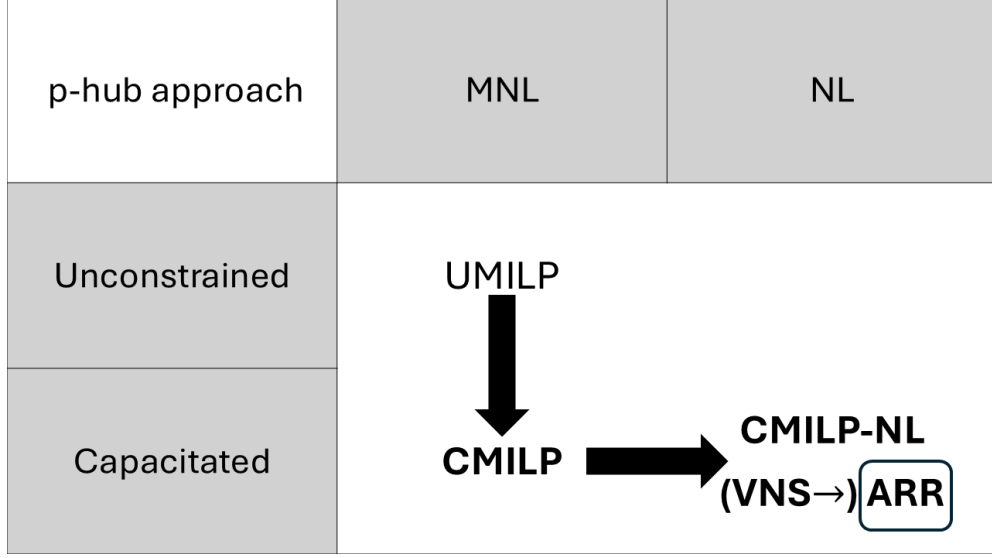 p-hub approach
MNL
NL
Unconstrained
UMILP
Capacitated
CMILP
CMILP-NL
(VNS→) ARR